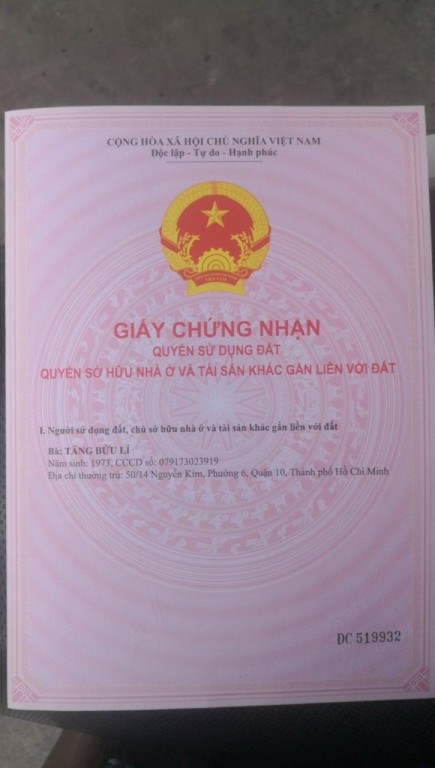 CỘNG HÒA XÃ HỘI CHỦ NGHĨA VIỆT NAM
Độc lập - Tự do - Hạnh phúc
VIỆT NAM
GIẤY CHỨNG NHẬN
QUYỀN SỬ DỤNG ĐẤT
QUYỀN SỞ HỮU NHÀ Ở VÀ TÀI SẢN KHÁC GẮN LIỀN VỚI ĐẤT
I. Người sử dụng đất, chủ sở hữu nhà ở và tài sản khác gắn liền với đất
Bà: TĂNG BỬU LÌ
Năm sinh: 1973, CCCD số: 079173023919
Địa chỉ thường trú: 50/14 Nguyễn Kim, Phường 6, Quận 10, Thành phố Hồ Chí Minh
DC 519932